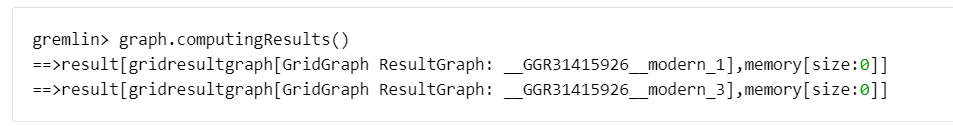 gremlin> graph.computingResults()
==>result[gridresultgraph[GridGraph ResultGraph: __GGR31415926__modern_1],memory[size:0]]
==>result[gridresultgraph[GridGraph ResultGraph: __GGR31415926__modern_3],memory[size:0]]